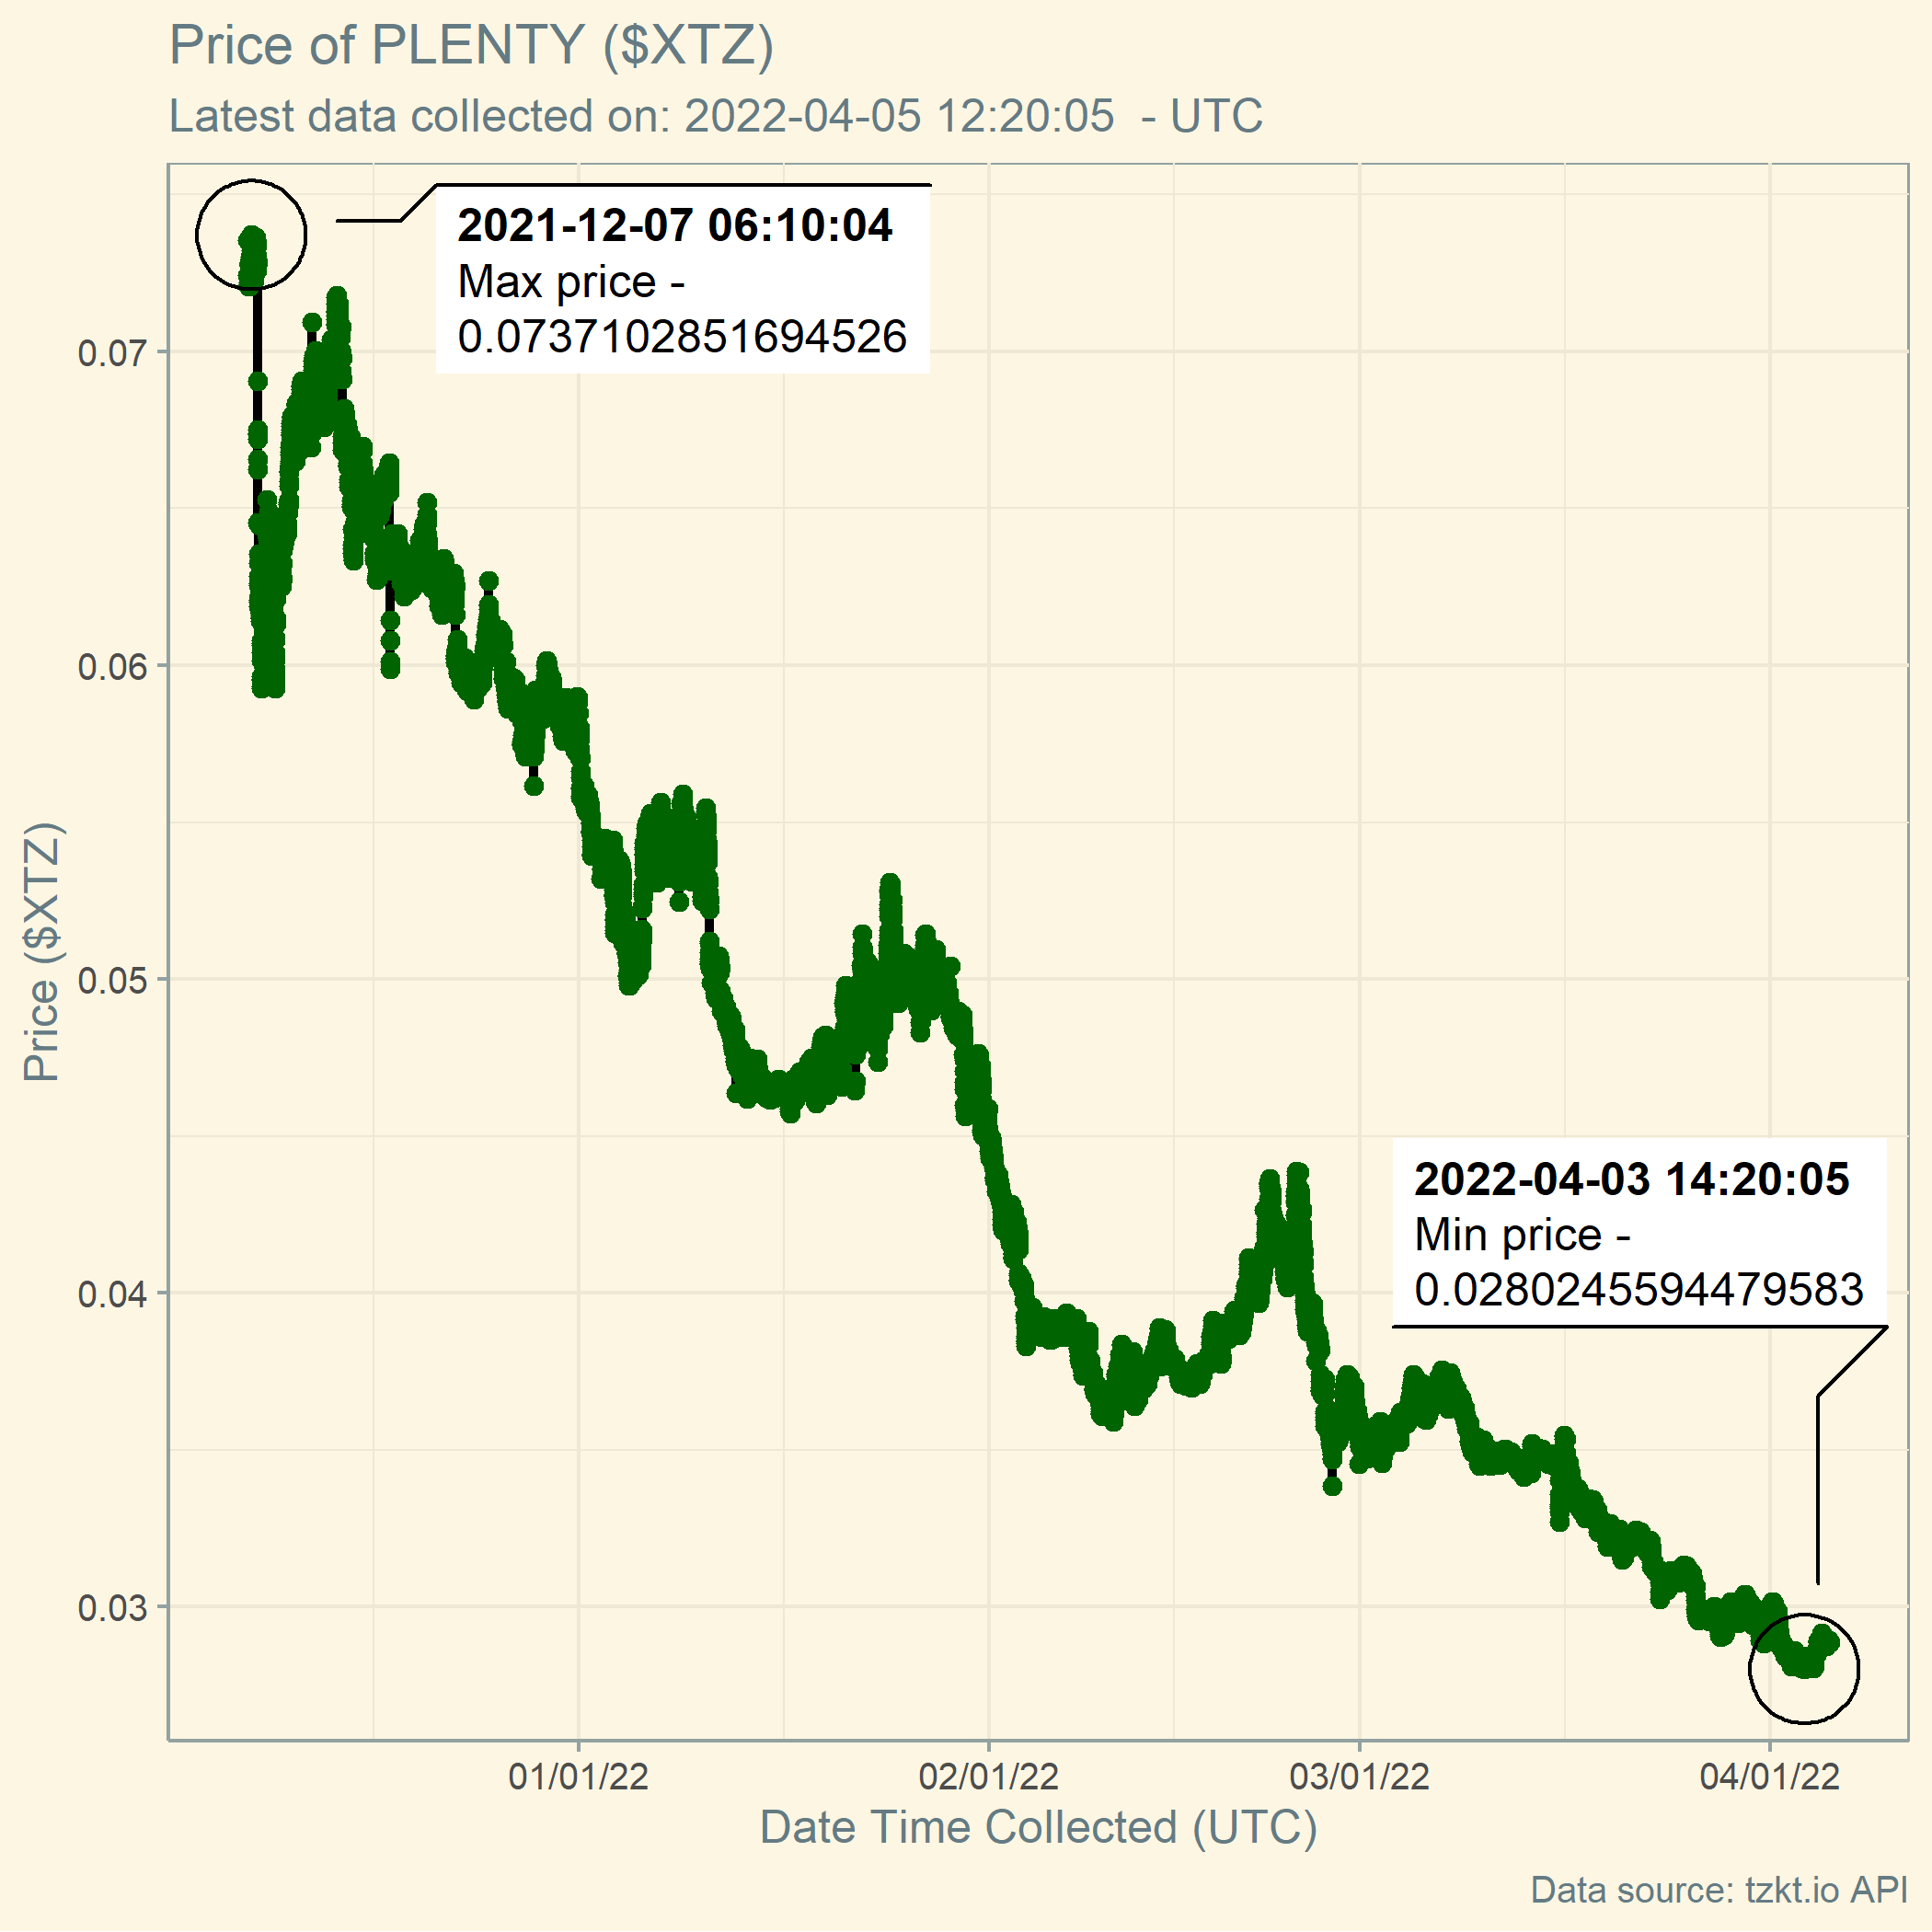 Price of PLENTY ($XTZ)
Latest data collected on: 2022-04-05 12:20:05  - UTC
2021-12-07 06:10:04
Max price -
0.0737102851694526
0.07
0.06
0.05
0.04
0.03
Price ($XTZ)
2022-04-03 14:20:05
Min price -
0.0280245594479583
01/01/22
02/01/22
03/01/22
04/01/22
Date Time Collected (UTC)
Data source: tzkt.io API